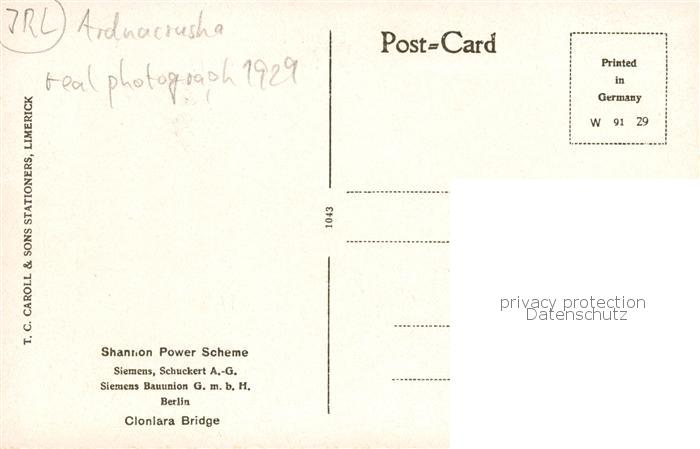 JRL Ardnacrusha
real photograph 1929
T. C. CAROLL & SONS STATIONERS, LIMERICK
Shannon Power Scheme
Siemens, Schuckert A.-G.
Siemens Bauunion G. m. b. H.
Berlin
Clonlara Bridge
1043
Post=Card
Printed
in
Germany
W 91 29
privacy protection
Datenschutz